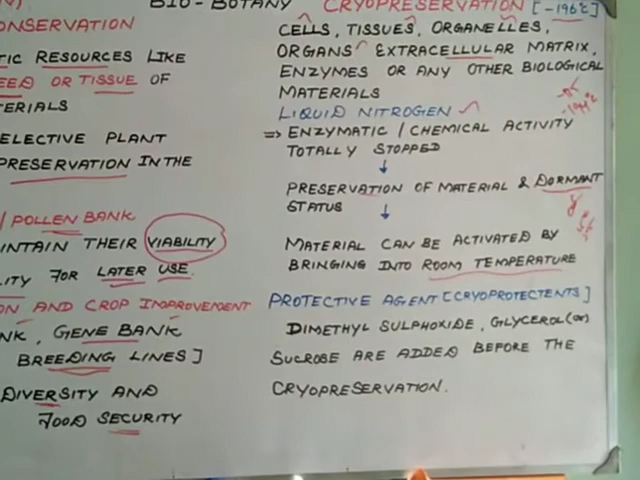 BIO-BOTANY
ONSERVATION
TIC RESOURCES LIKE
EED OR TISSUE OF
ERIALS
ELECTIVE PLANT
PRESERVATION IN THE
/ POLLEN BANK
NTAIN THEIR VIABILITY
LITY FOR LATER USE.
ON AND CROP IMPROVEMENT
NK, GENE BANK
BREEDING LINES]
DIVERSITY AND
FOOD SECURITY
CRYOPRESERVATION [-196°C]
CELLS, TISSUES, ORGANELLES,
ORGANS EXTRACELLULAR MATRIX,
ENZYMES OR ANY OTHER BIOLOGICAL
MATERIALS
LIQUID NITROGEN
⇒ ENZYMATIC / CHEMICAL ACTIVITY
TOTALLY STOPPED
↓
PRESERVATION OF MATERIAL & DORMANT
STATUS
↓
MATERIAL CAN BE ACTIVATED BY
BRINGING INTO ROOM TEMPERATURE
PROTECTIVE AGENT [CRYOPROTECTENTS]
DIMETHYL SULPHOXIDE, GLYCEROL (OR)
SUCROSE ARE ADDED BEFORE THE
CRYOPRESERVATION.